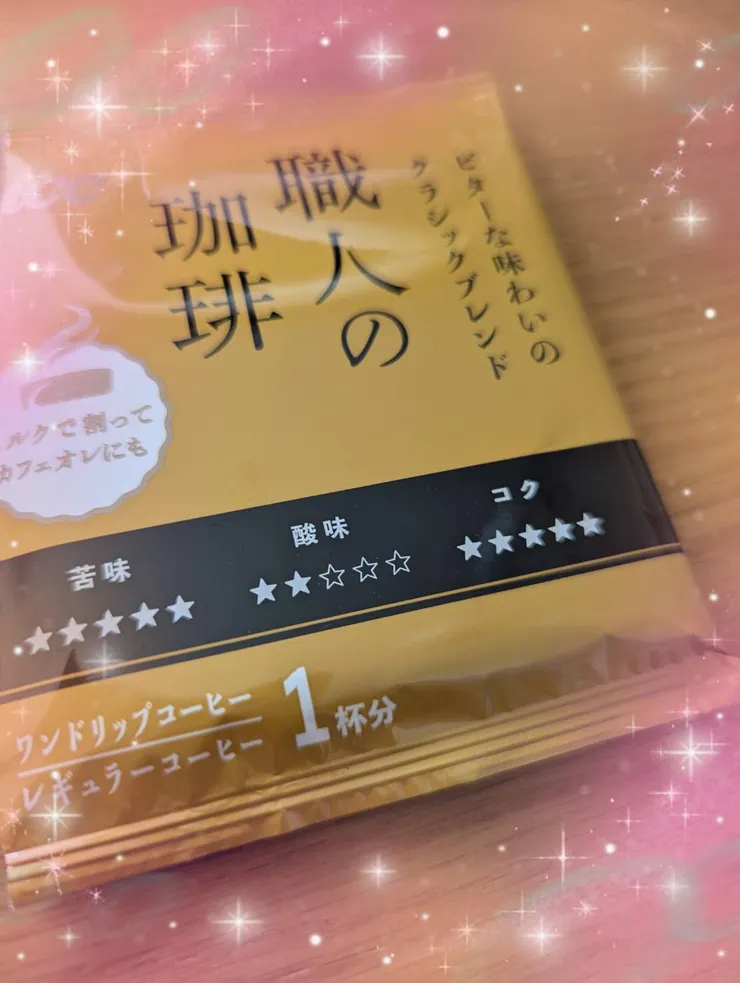 ビターな味わいの
クラシックブレンド
職人の
珈琲
ルクで割って
カフェオレにも
苦味
★★★★★
酸味
★★☆☆☆
コク
★★★★★
ワンドリップコーヒー
レギュラーコーヒー
1杯分